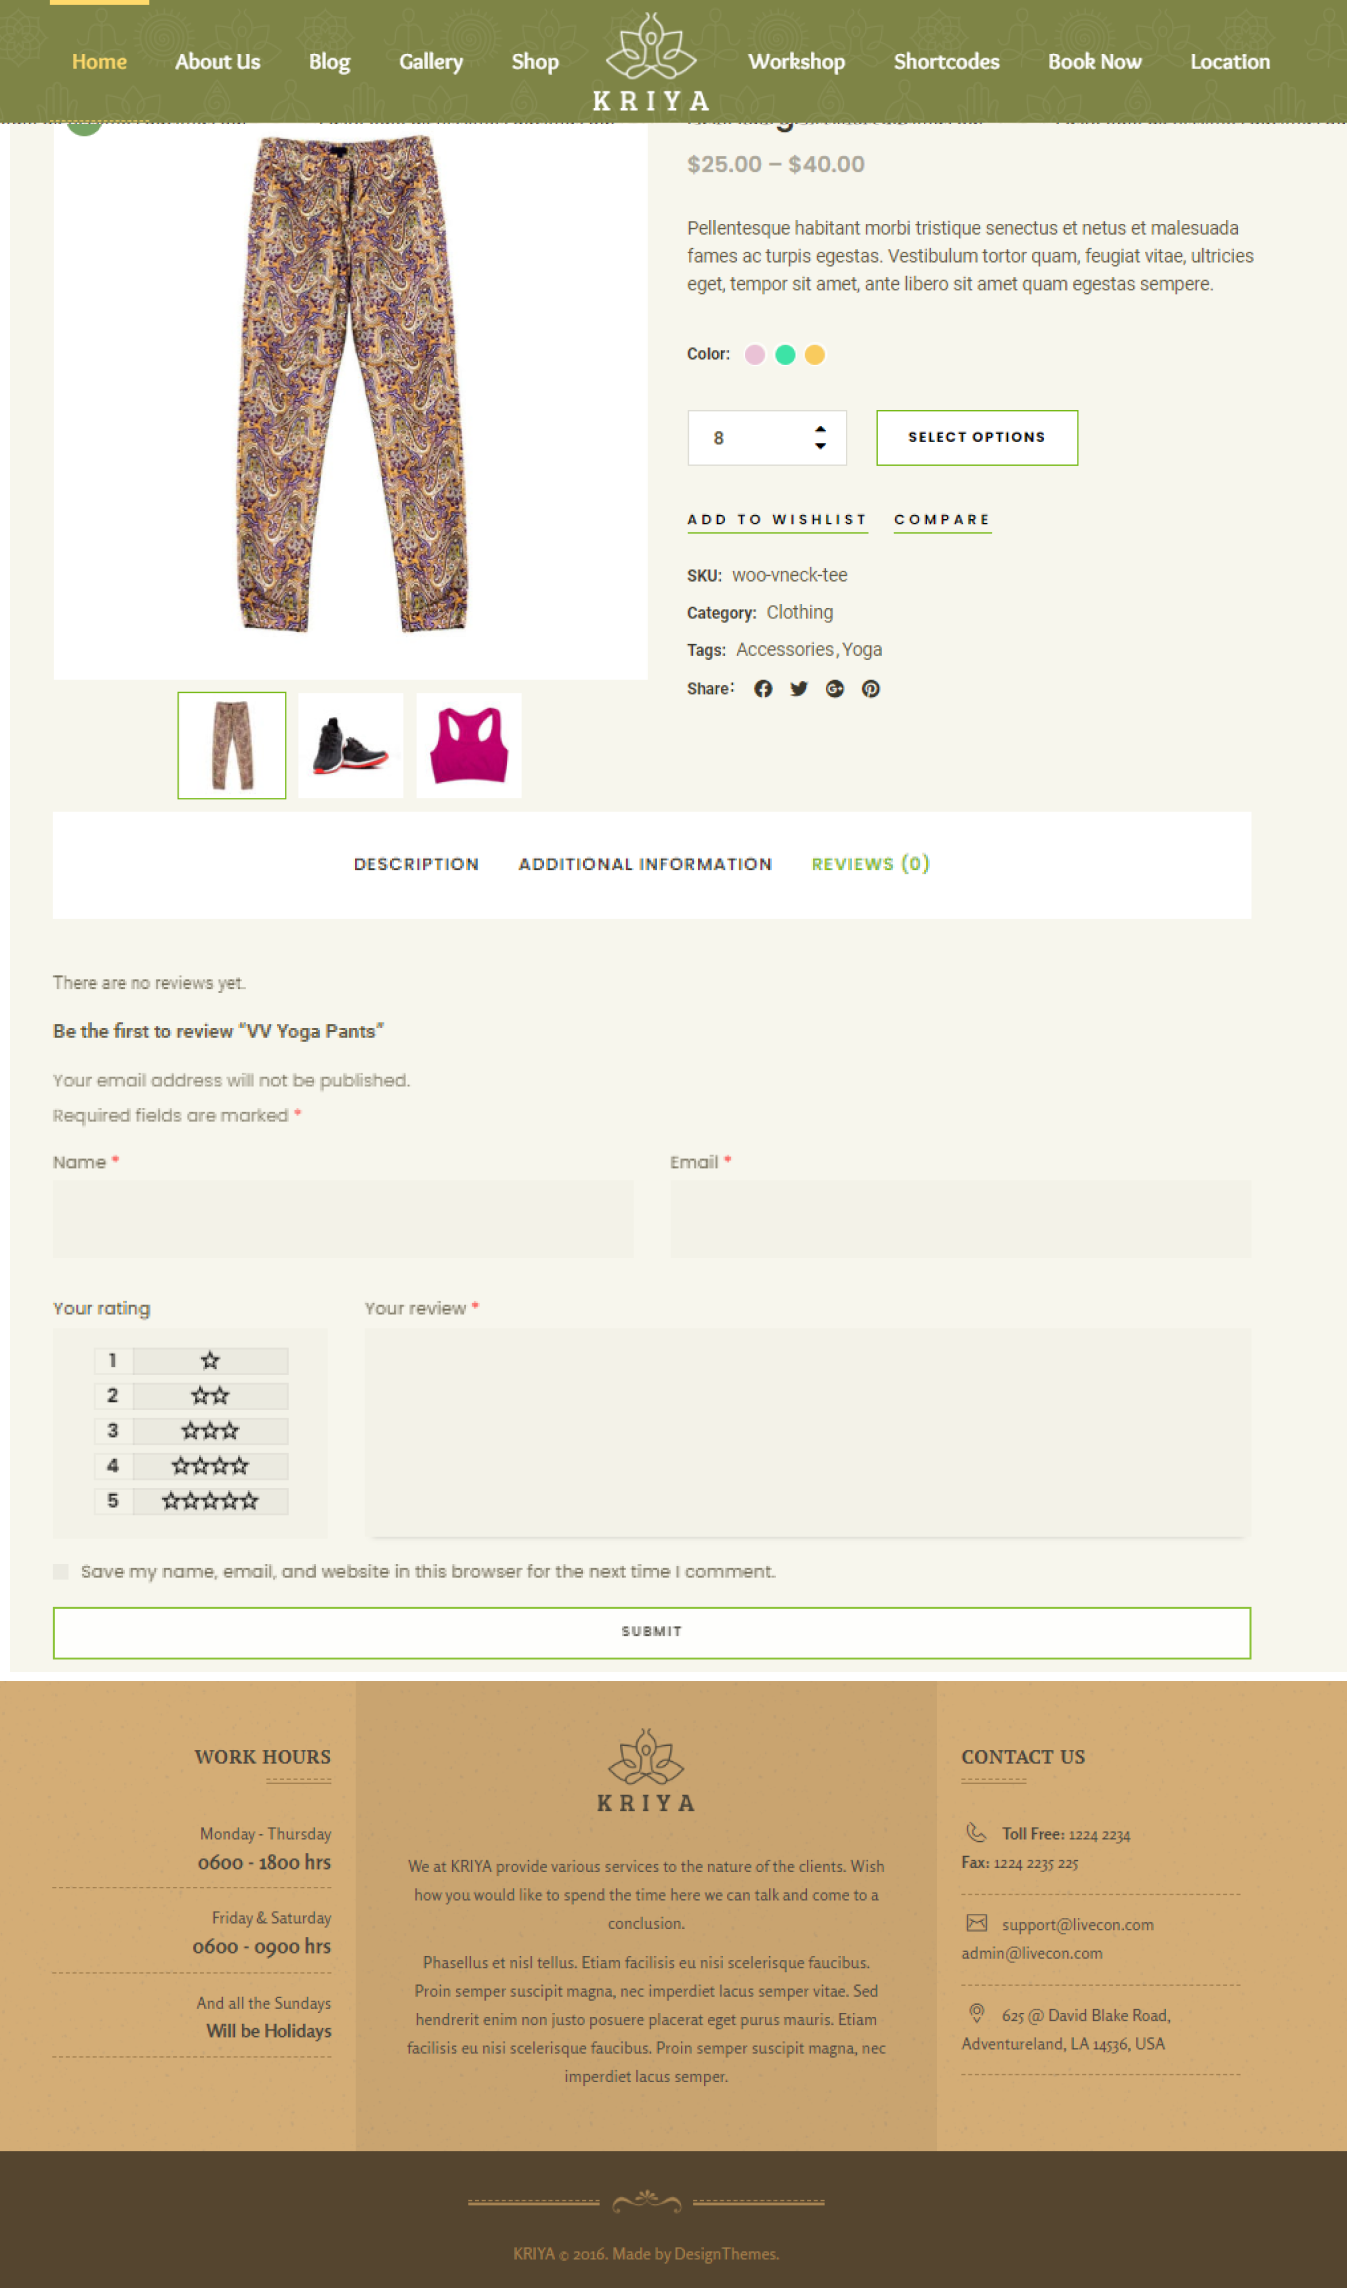 Home About Us Blog Gallery Shop KRIYA Workshop Shortcodes Book Now Location
$25.00 – $40.00
Pellentesque habitant morbi tristique senectus et netus et malesuada
fames ac turpis egestas. Vestibulum tortor quam, feugiat vitae, ultricies
eget, tempor sit amet, ante libero sit amet quam egestas sempere.
Color:
8
SELECT OPTIONS
ADD TO WISHLIST COMPARE
SKU: woo-vneck-tee
Category: Clothing
Tags: Accessories, Yoga
Share:
DESCRIPTION ADDITIONAL INFORMATION REVIEWS (0)
There are no reviews yet.
Be the first to review “VV Yoga Pants”
Your email address will not be published.
Required fields are marked *
Name *
Email *
Your rating
1
2
3
4
5
Your review *
Save my name, email, and website in this browser for the next time I comment.
SUBMIT
WORK HOURS
Monday - Thursday
0600 - 1800 hrs
Friday & Saturday
0600 - 0900 hrs
And all the Sundays
Will be Holidays
KRIYA
We at KRIYA provide various services to the nature of the clients. Wish
how you would like to spend the time here we can talk and come to a
conclusion.
Phasellus et nisl tellus. Etiam facilisis eu nisi scelerisque faucibus.
Proin semper suscipit magna, nec imperdiet lacus semper vitae. Sed
hendrerit enim non justo posuere placerat eget purus mauris. Etiam
facilisis eu nisi scelerisque faucibus. Proin semper suscipit magna, nec
imperdiet lacus semper.
CONTACT US
Toll Free: 1224 2234
Fax: 1224 2235 225
support@livecon.com
admin@livecon.com
625 @ David Blake Road,
Adventureland, LA 14536, USA
KRIYA © 2016. Made by DesignThemes.